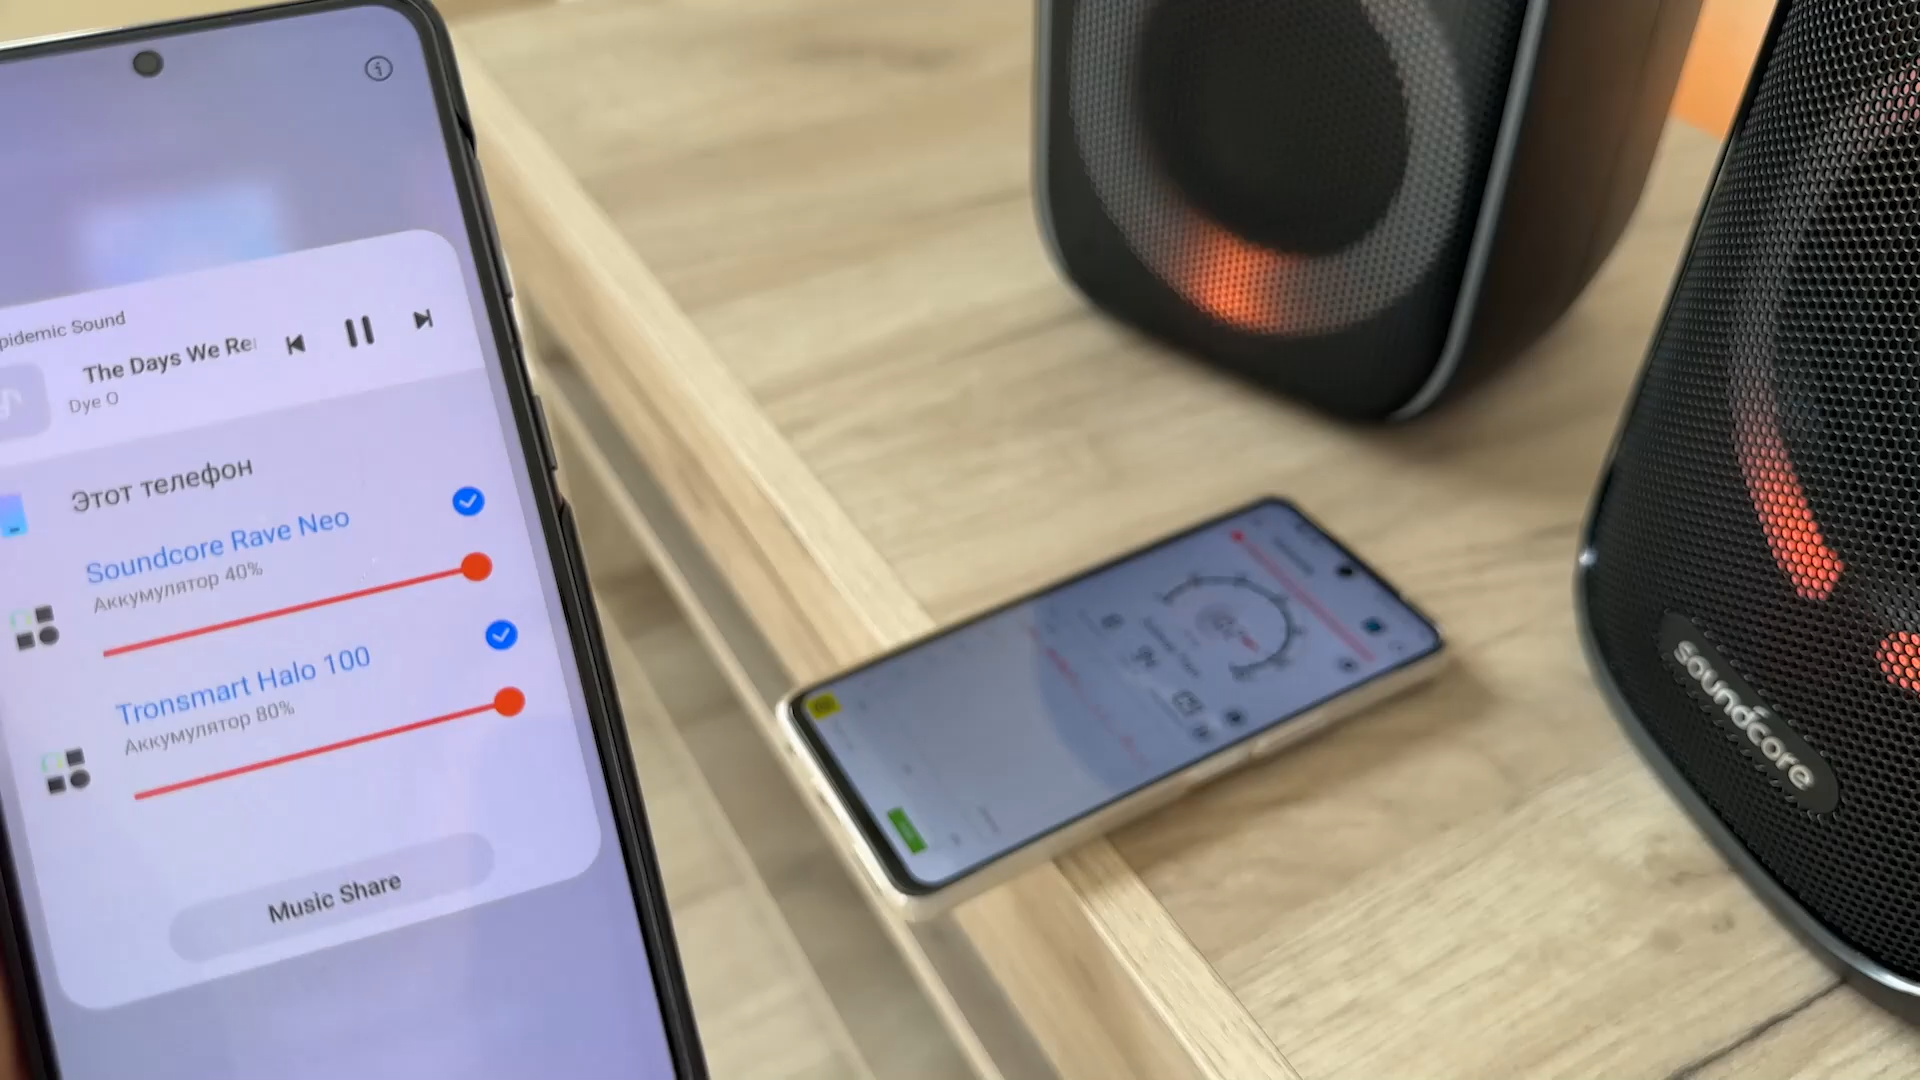 pidemic Sound
The Days We Re
Dye O
Этот телефон
Soundcore Rave Neo
Аккумулятор 40%
Tronsmart Halo 100
Аккумулятор 80%
Music Share
soundcore